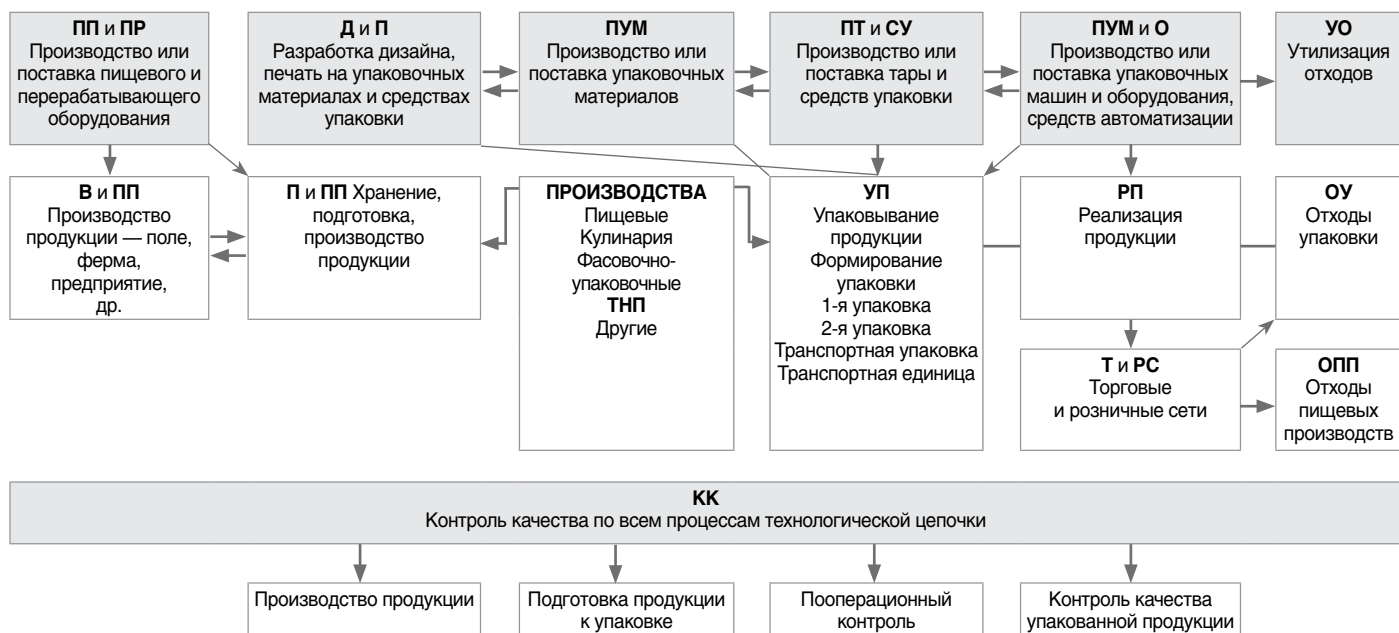 ПП и ПР
Производство или
поставка пищевого и
перерабатывающего
оборудования
Д и П
Разработка дизайна,
печать на упаковочных
материалах и средствах
упаковки
ПУМ
Производство или
поставка упаковочных
материалов
ПТ и СУ
Производство или
поставка тары и
средств упаковки
ПУМ и О
Производство или
поставка упаковочных
машин и оборудования,
средств автоматизации
УО
Утилизация
отходов
В и ПП
Производство
продукции — поле,
ферма,
предприятие,
др.
П и ПП Хранение,
подготовка,
производство
продукции
ПРОИЗВОДСТВА
Пищевые
Кулинария
Фасовочно-
упаковочные
ТНП
Другие
УП
Упаковывание
продукции
Формирование
упаковки
1-я упаковка
2-я упаковка
Транспортная упаковка
Транспортная единица
РП
Реализация
продукции
ОУ
Отходы
упаковки
Т и РС
Торговые
и розничные сети
ОПП
Отходы
пищевых
производств
КК
Контроль качества по всем процессам технологической цепочки
Производство продукции
Подготовка продукции
к упаковке
Пооперационный
контроль
Контроль качества
упакованной продукции